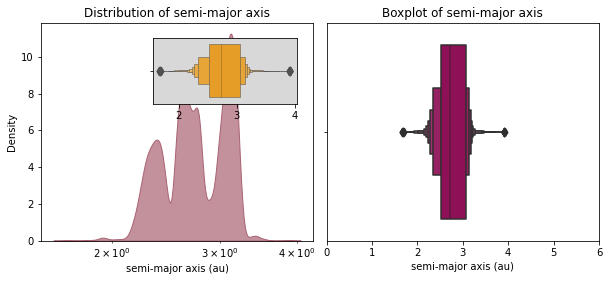 Distribution of semi-major axis
Density
10
8
6
4
2
0
2 3 4
2 × 10⁰ 3 × 10⁰ 4 × 10⁰
semi-major axis (au)
Boxplot of semi-major axis
0 1 2 3 4 5 6
semi-major axis (au)